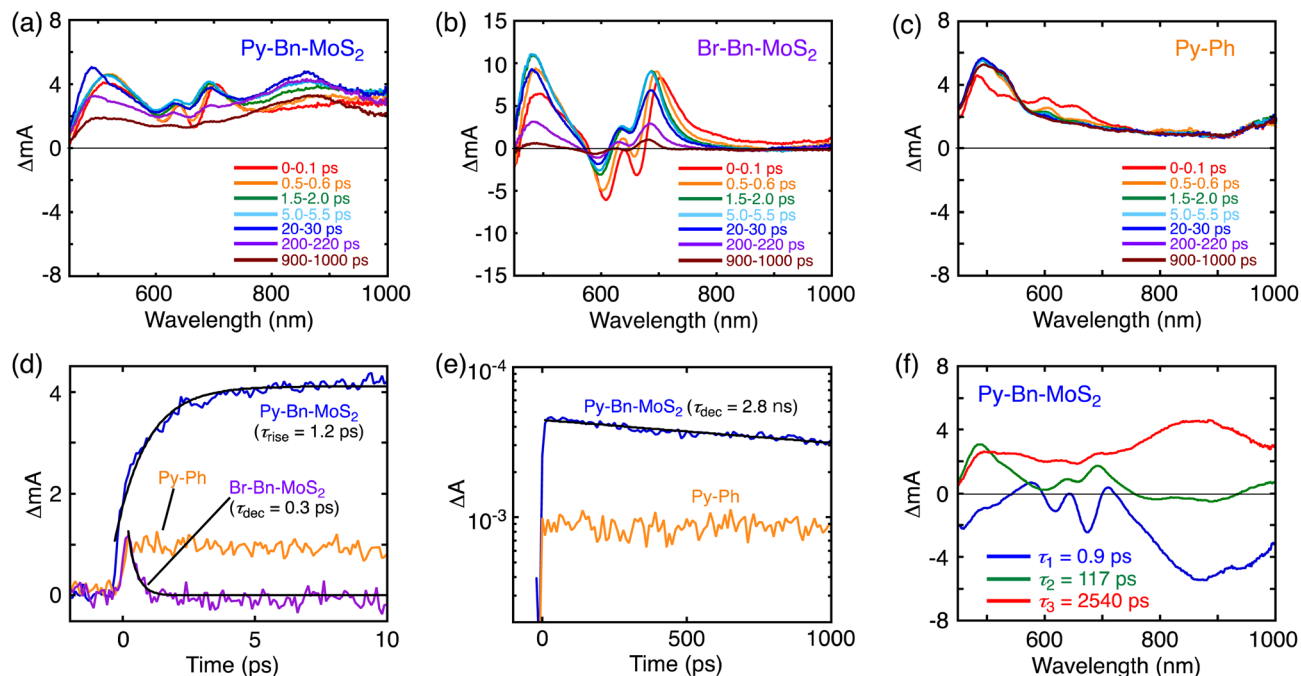 (a)
Py-Bn-MoS2
ΔmA
8
4
0
-4
-8
0-0.1 ps
0.5-0.6 ps
1.5-2.0 ps
5.0-5.5 ps
20-30 ps
200-220 ps
900-1000 ps
600
800
1000
Wavelength (nm)
(b)
Br-Bn-MoS2
ΔmA
15
10
5
0
-5
-10
-15
0-0.1 ps
0.5-0.6 ps
1.5-2.0 ps
5.0-5.5 ps
20-30 ps
200-220 ps
900-1000 ps
600
800
1000
Wavelength (nm)
(c)
Py-Ph
ΔmA
8
4
0
-4
-8
0-0.1 ps
0.5-0.6 ps
1.5-2.0 ps
5.0-5.5 ps
20-30 ps
200-220 ps
900-1000 ps
600
800
1000
Wavelength (nm)
(d)
ΔmA
4
2
0
Py-Bn-MoS2
(τrise = 1.2 ps)
Py-Ph
Br-Bn-MoS2
(τdec = 0.3 ps)
0
5
10
Time (ps)
(e)
ΔA
10-4
10-3
Py-Bn-MoS2 (τdec = 2.8 ns)
Py-Ph
0
500
1000
Time (ps)
(f)
Py-Bn-MoS2
ΔmA
8
4
0
-4
-8
τ1 = 0.9 ps
τ2 = 117 ps
τ3 = 2540 ps
600
800
1000
Wavelength (nm)